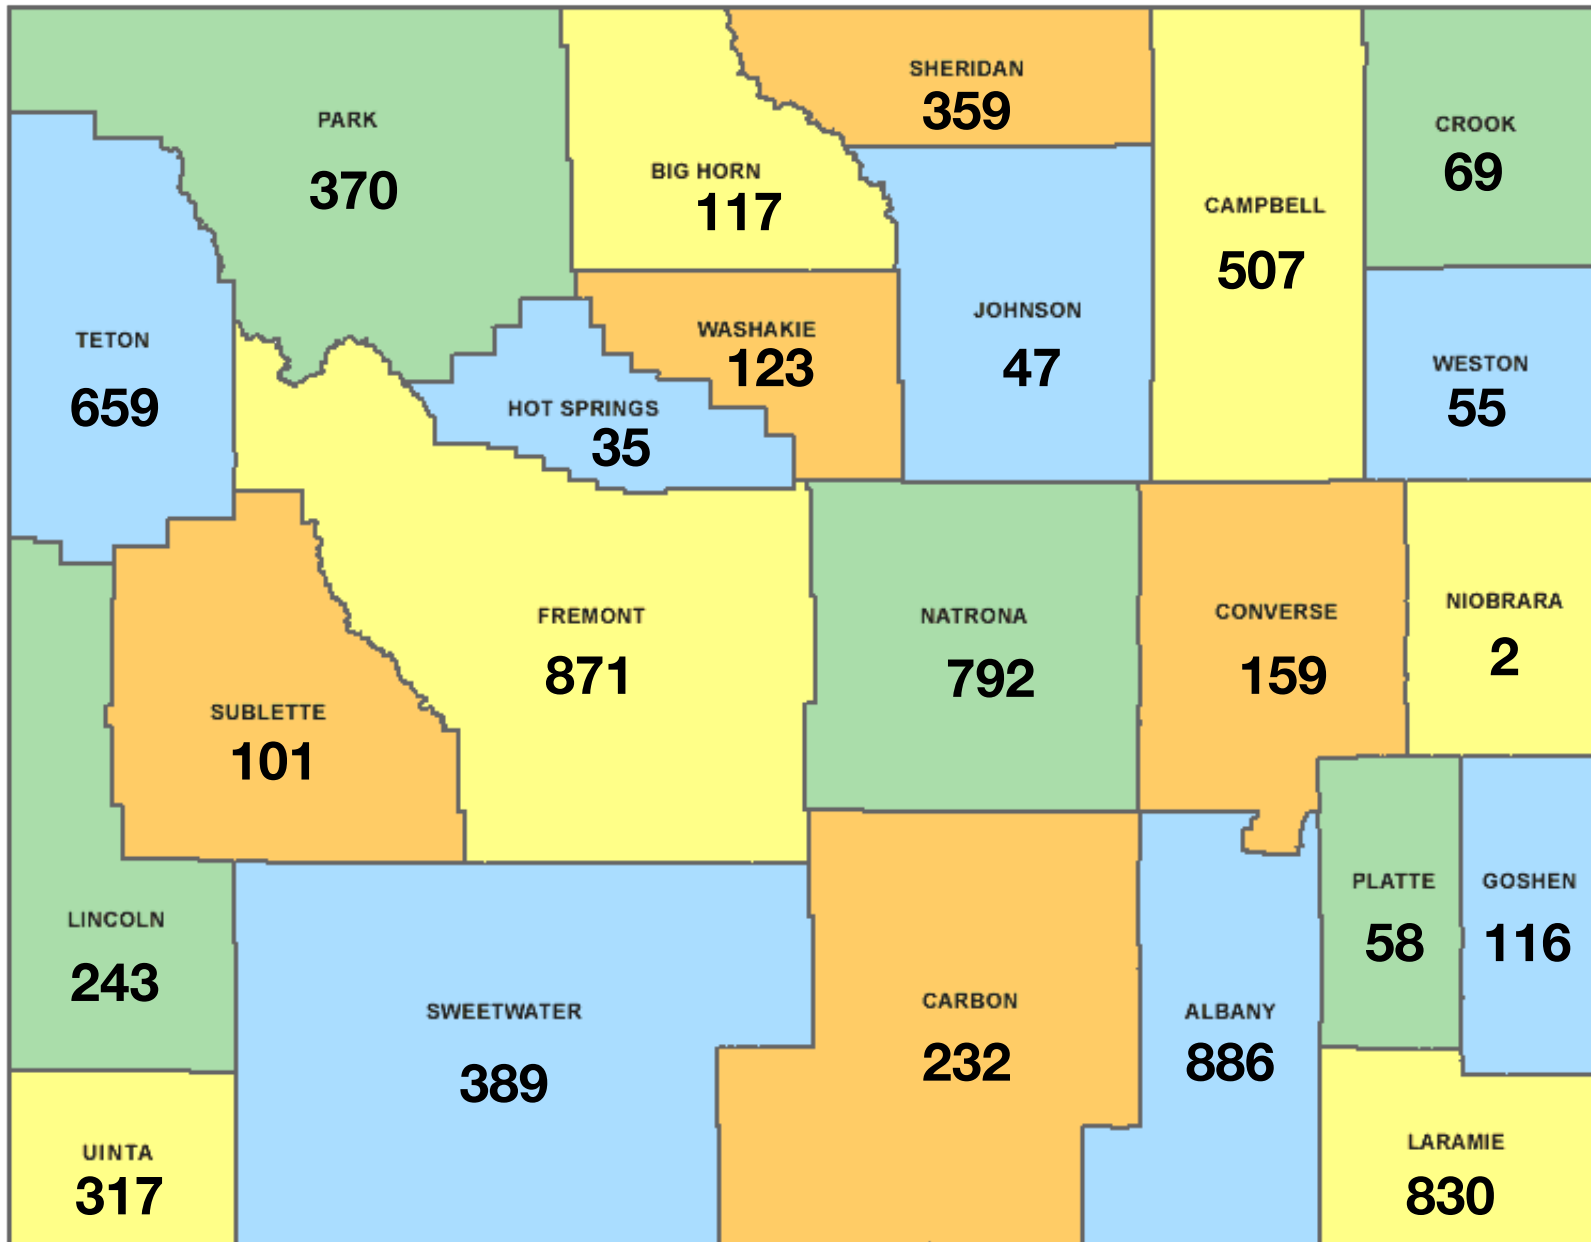 SHERIDAN
359
PARK
370
CROOK
69
BIG HORN
117
CAMPBELL
507
JOHNSON
47
TETON
659
WASHAKIE
123
WESTON
55
HOT SPRINGS
35
FREMONT
871
NATRONA
792
CONVERSE
159
NIOBRARA
2
SUBLETTE
101
PLATTE
58
GOSHEN
116
LINCOLN
243
SWEETWATER
389
CARBON
232
ALBANY
886
UINTA
317
LARAMIE
830